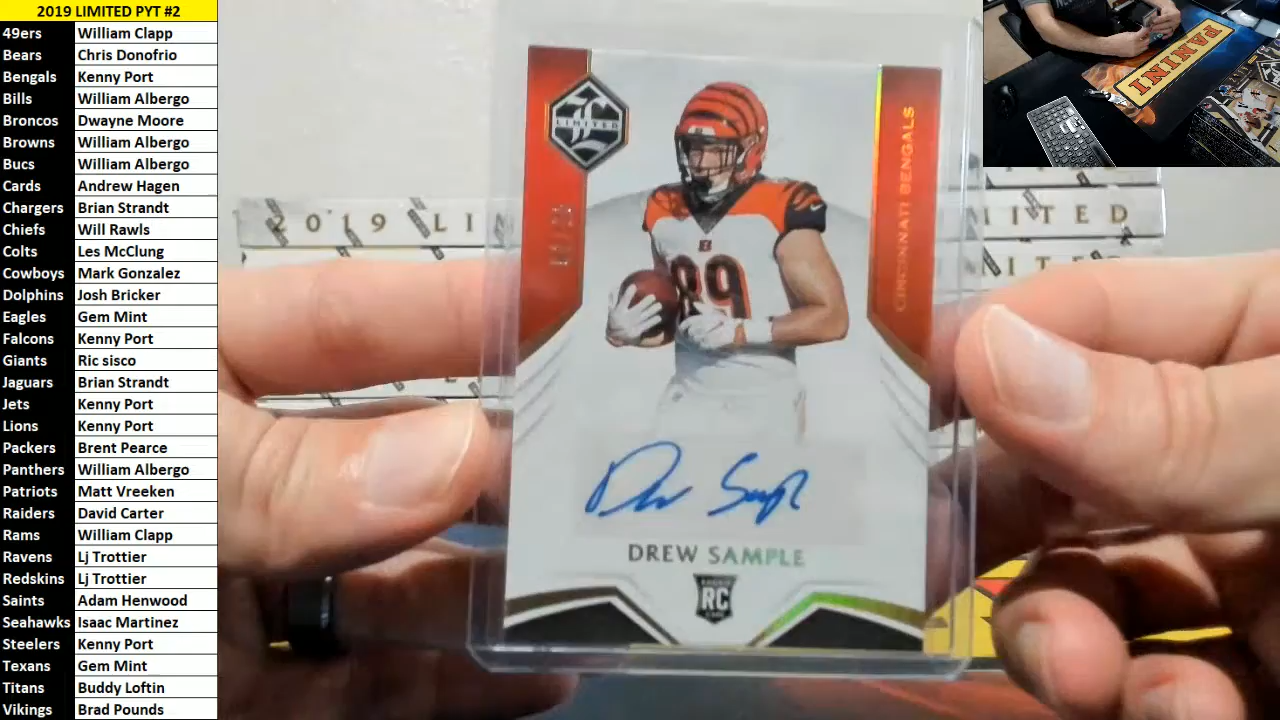 2019 LIMITED PYT #2
49ers William Clapp
Bears Chris Donofrio
Bengals Kenny Port
Bills William Albergo
Broncos Dwayne Moore
Browns William Albergo
Bucs William Albergo
Cards Andrew Hagen
Chargers Brian Strandt
Chiefs Will Rawls
Colts Les McClung
Cowboys Mark Gonzalez
Dolphins Josh Bricker
Eagles Gem Mint
Falcons Kenny Port
Giants Ric sisco
Jaguars Brian Strandt
Jets Kenny Port
Lions Kenny Port
Packers Brent Pearce
Panthers William Albergo
Patriots Matt Vreeken
Raiders David Carter
Rams William Clapp
Ravens Lj Trottier
Redskins Lj Trottier
Saints Adam Henwood
Seahawks Isaac Martinez
Steelers Kenny Port
Texans Gem Mint
Titans Buddy Loftin
Vikings Brad Pounds
PANINI
2019 LIM
MITED
LIMITED
CINCINNATI BENGALS
89
DREW SAMPLE
RC